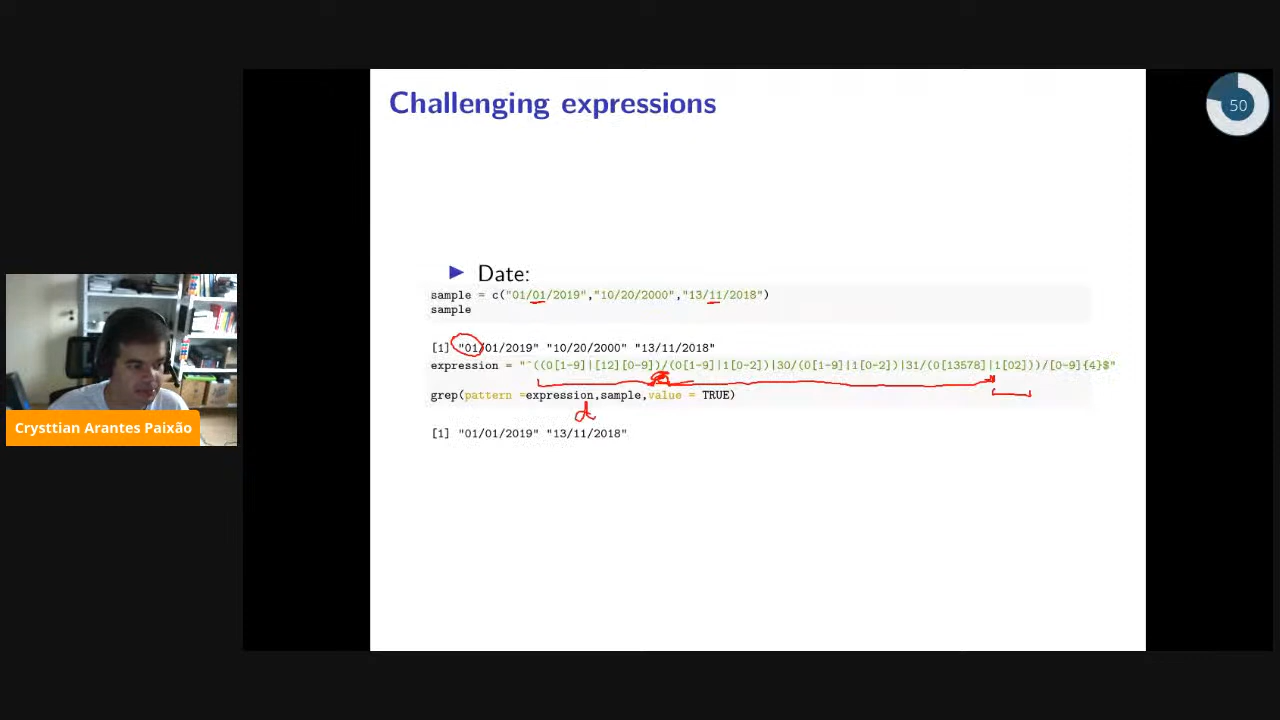 Challenging expressions
50
▶ Date:
sample = c("01/01/2019","10/20/2000","13/11/2018")
sample
[1] "01/01/2019" "10/20/2000" "13/11/2018"
expression = "^((0[1-9]|[12][0-9])/(0[1-9]|1[0-2])|30/(0[1-9]|1[0-2])|31/(0[13578]|1[02]))/[0-9]{4}$"
grep(pattern =expression,sample,value = TRUE)
d
[1] "01/01/2019" "13/11/2018"
Crysttian Arantes Paixão